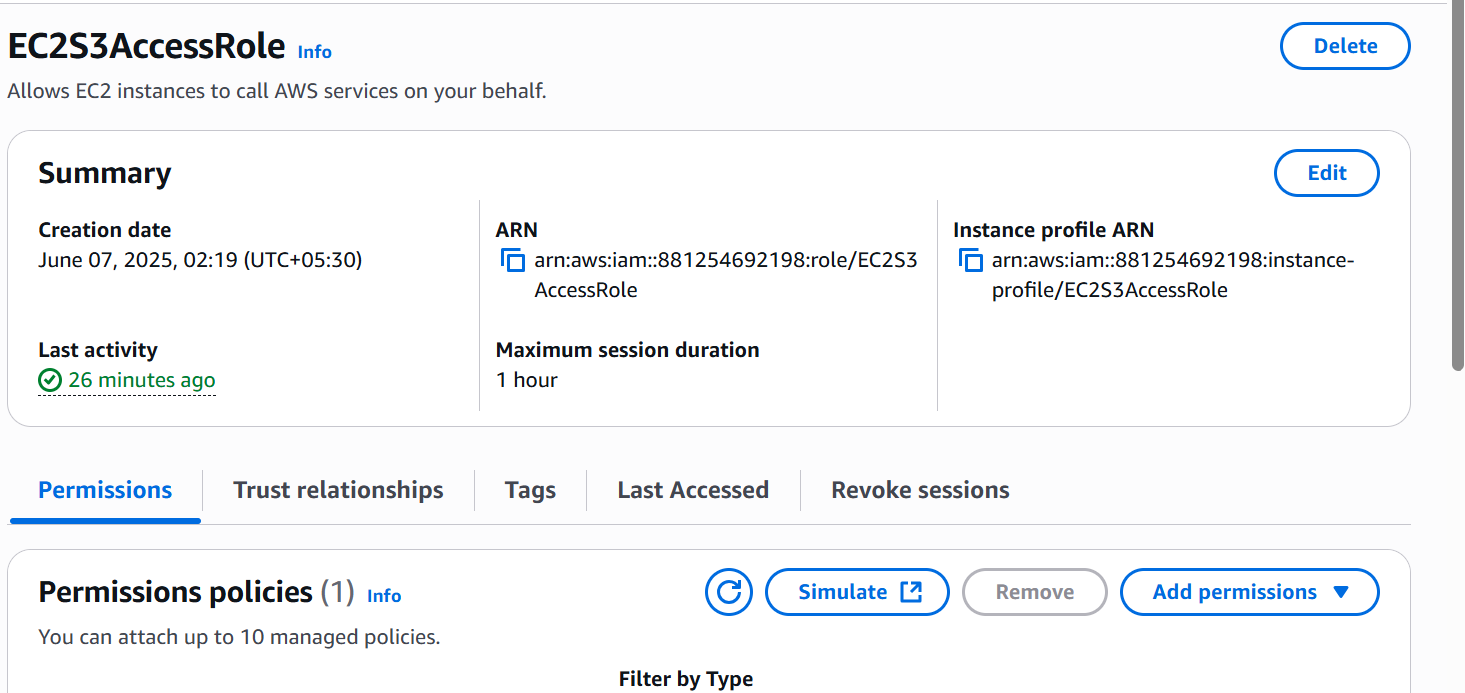 EC2S3AccessRole Info
Delete
Allows EC2 instances to call AWS services on your behalf.
Summary
Edit
Creation date
June 07, 2025, 02:19 (UTC+05:30)
ARN
arn:aws:iam::881254692198:role/EC2S3
AccessRole
Instance profile ARN
arn:aws:iam::881254692198:instance-
profile/EC2S3AccessRole
Last activity
26 minutes ago
Maximum session duration
1 hour
Permissions
Trust relationships
Tags
Last Accessed
Revoke sessions
Permissions policies (1) Info
Simulate
Remove
Add permissions
You can attach up to 10 managed policies.
Filter by Type